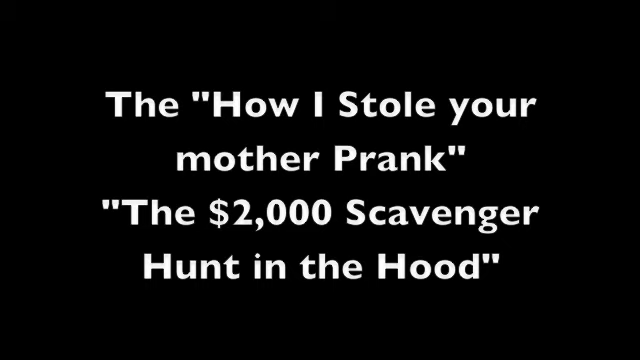 The "How I Stole your
mother Prank"
"The $2,000 Scavenger
Hunt in the Hood"